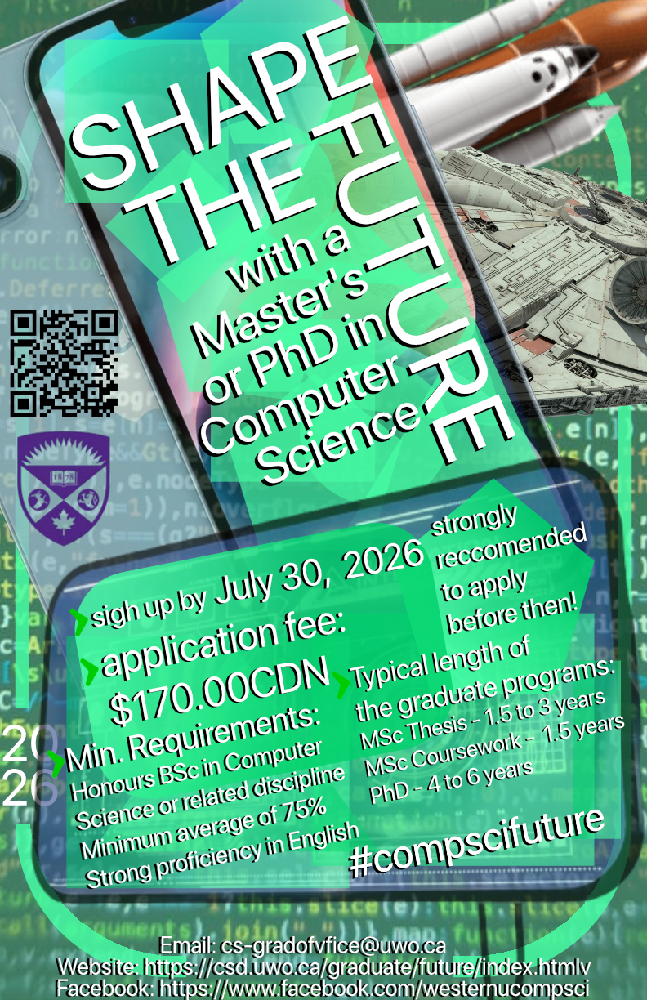 SHAPE
THE
FUTURE
with a
Master's
or PhD in
Computer
Science
1878
sigh up by July 30, 2026
strongly
reccomended
to apply
before then!
application fee:
$170.00CDN
Min. Requirements:
Honours BSc in Computer
Science or related discipline
Minimum average of 75%
Strong proficiency in English
Typical length of
the graduate programs:
MSc Thesis – 1.5 to 3 years
MSc Coursework – 1.5 years
PhD – 4 to 6 years
#compscifuture
20
26
Email: cs-gradofvfice@uwo.ca
Website: https://csd.uwo.ca/graduate/future/index.htmlv
Facebook: https://www.facebook.com/westernucompsci